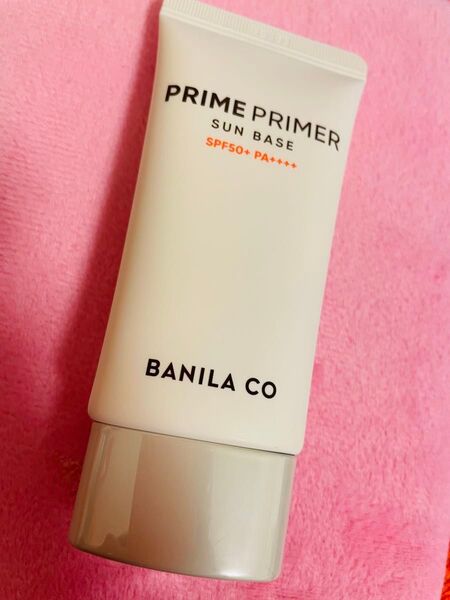 PRIME PRIMER
SUN BASE
SPF50+ PA++++
BANILA CO